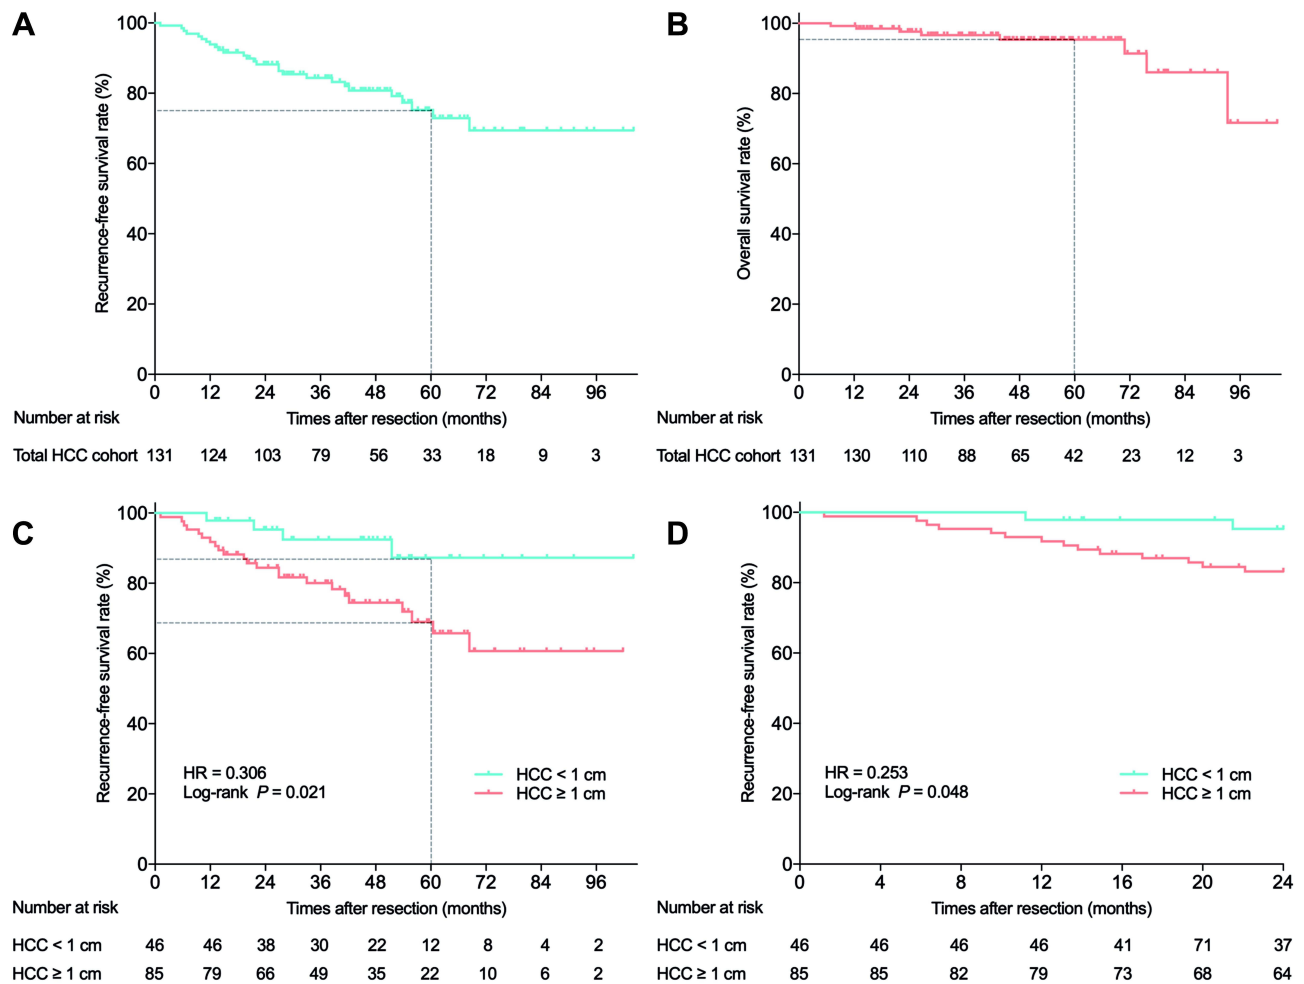 A
100
80
60
40
20
0
Recurrence-free survival rate (%)
0 12 24 36 48 60 72 84 96
Number at risk
Times after resection (months)
Total HCC cohort 131 124 103 79 56 33 18 9 3
B
100
80
60
40
20
0
Overall survival rate (%)
0 12 24 36 48 60 72 84 96
Number at risk
Times after resection (months)
Total HCC cohort 131 130 110 88 65 42 23 12 3
C
100
80
60
40
20
0
Recurrence-free survival rate (%)
HR = 0.306
Log-rank P = 0.021
HCC < 1 cm
HCC ≥ 1 cm
0 12 24 36 48 60 72 84 96
Number at risk
Times after resection (months)
HCC < 1 cm 46 46 38 30 22 12 8 4 2
HCC ≥ 1 cm 85 79 66 49 35 22 10 6 2
D
100
80
60
40
20
0
Recurrence-free survival rate (%)
HR = 0.253
Log-rank P = 0.048
HCC < 1 cm
HCC ≥ 1 cm
0 4 8 12 16 20 24
Number at risk
Times after resection (months)
HCC < 1 cm 46 46 46 46 41 71 37
HCC ≥ 1 cm 85 85 82 79 73 68 64